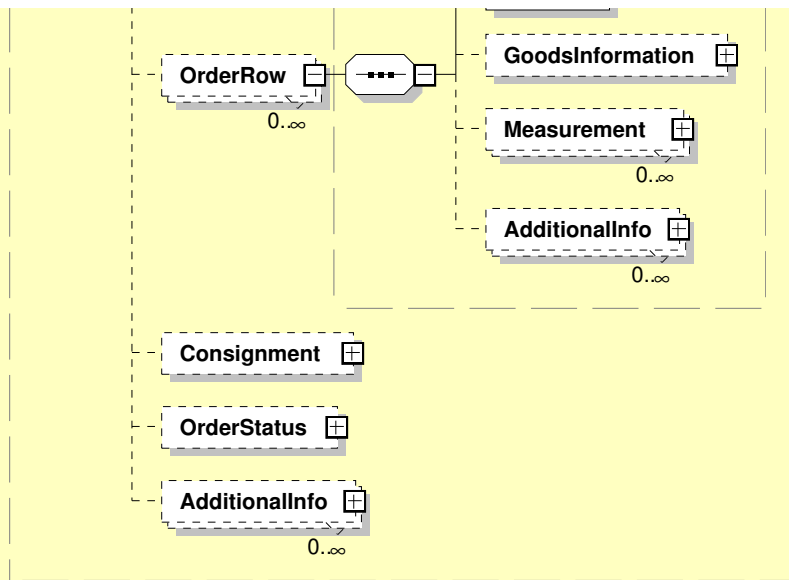 GoodsInformation
OrderRow
0..∞
Measurement
0..∞
AdditionalInfo
0..∞
Consignment
OrderStatus
AdditionalInfo
0..∞